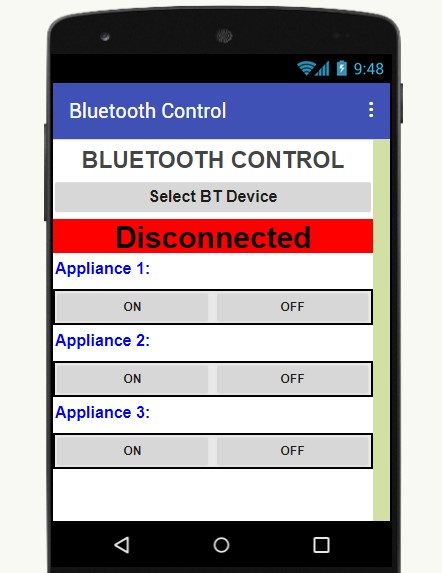 9:48
Bluetooth Control
BLUETOOTH CONTROL
Select BT Device
Disconnected
Appliance 1:
ON OFF
Appliance 2:
ON OFF
Appliance 3:
ON OFF